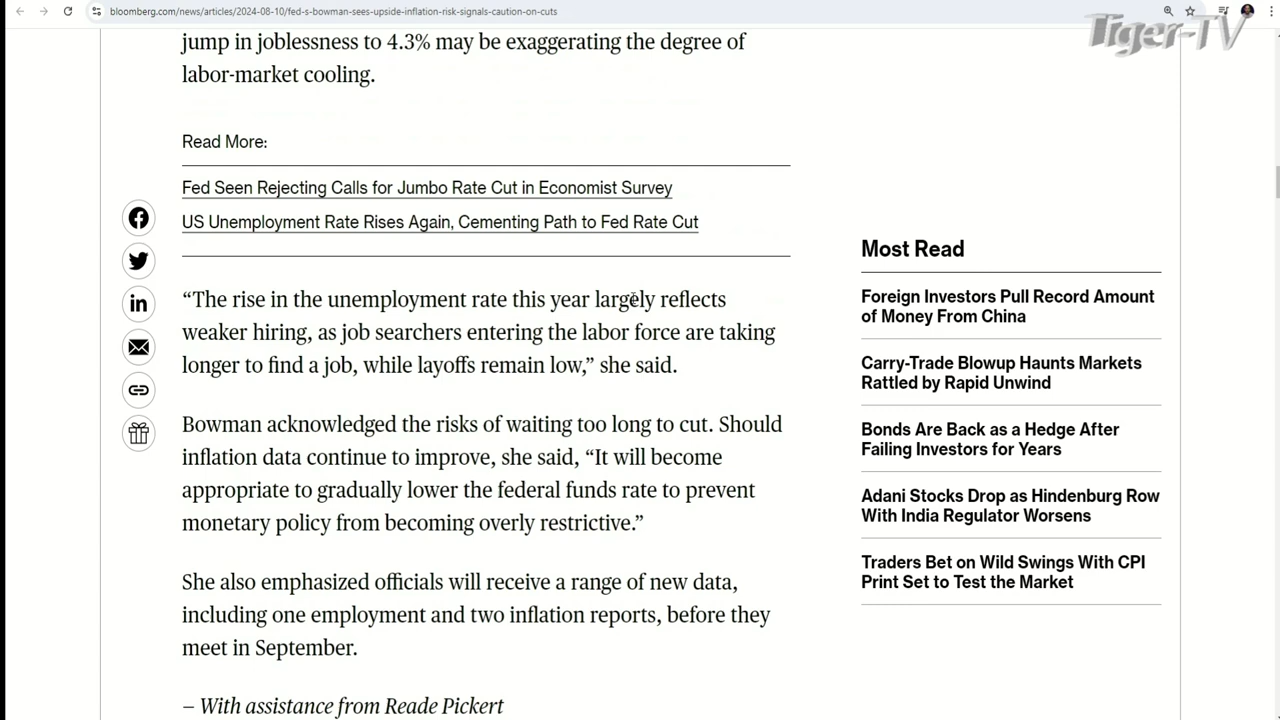 bloomberg.com/news/articles/2024-08-10/fed-s-bowman-sees-upside-inflation-risk-signals-caution-on-cuts
Tiger-TV
jump in joblessness to 4.3% may be exaggerating the degree of
labor-market cooling.
Read More:
Fed Seen Rejecting Calls for Jumbo Rate Cut in Economist Survey
US Unemployment Rate Rises Again, Cementing Path to Fed Rate Cut
“The rise in the unemployment rate this year largely reflects
weaker hiring, as job searchers entering the labor force are taking
longer to find a job, while layoffs remain low,” she said.
Bowman acknowledged the risks of waiting too long to cut. Should
inflation data continue to improve, she said, “It will become
appropriate to gradually lower the federal funds rate to prevent
monetary policy from becoming overly restrictive.”
She also emphasized officials will receive a range of new data,
including one employment and two inflation reports, before they
meet in September.
– With assistance from Reade Pickert
Most Read
Foreign Investors Pull Record Amount
of Money From China
Carry-Trade Blowup Haunts Markets
Rattled by Rapid Unwind
Bonds Are Back as a Hedge After
Failing Investors for Years
Adani Stocks Drop as Hindenburg Row
With India Regulator Worsens
Traders Bet on Wild Swings With CPI
Print Set to Test the Market